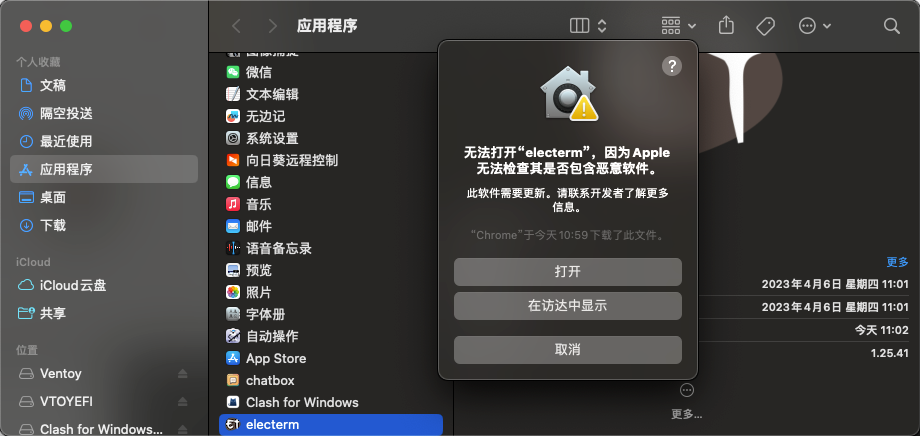 应用程序
个人收藏
文稿
隔空投送
最近使用
应用程序
桌面
下载
iCloud
iCloud云盘
共享
位置
Ventoy
VTOYEFI
Clash for Windows...
图像捕捉
微信
文本编辑
无边记
系统设置
向日葵远程控制
信息
音乐
邮件
语音备忘录
预览
照片
字体册
自动操作
App Store
chatbox
Clash for Windows
electerm
?
无法打开“electerm”，因为Apple
无法检查其是否包含恶意软件。
此软件需要更新。请联系开发者了解更多
信息。
“Chrome”于今天 10:59下载了此文件。
打开
在访达中显示
取消
更多
2023年4月6日 星期四 11:01
2023年4月6日 星期四 11:01
今天 11:02
1.25.41
更多...